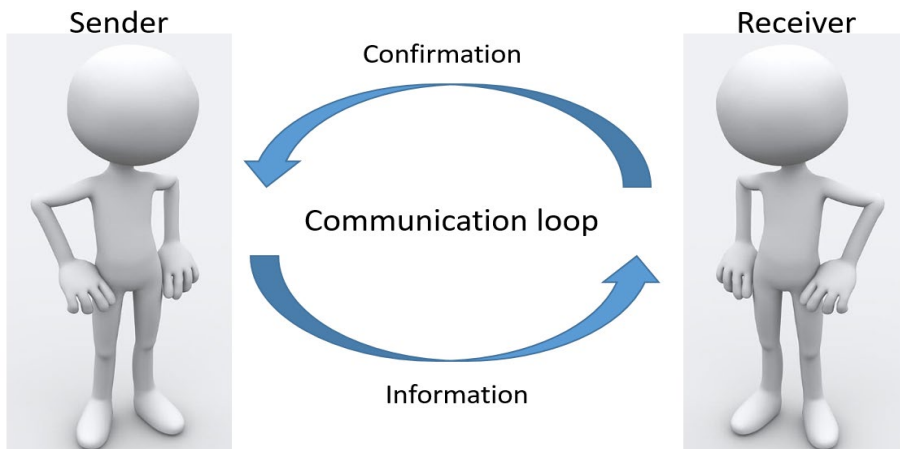 Sender
Receiver
Confirmation
Communication loop
Information